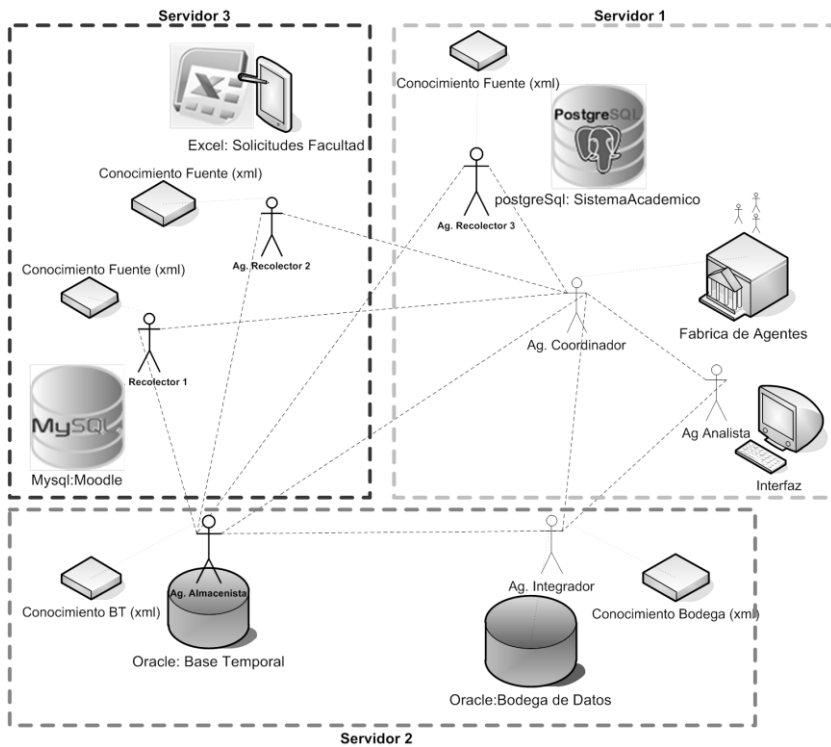 Servidor 3
Servidor 1
Conocimiento Fuente (xml)
PostgreSQL
Excel: Solicitudes Facultad
Conocimiento Fuente (xml)
postgreSql: SistemaAcademico
Ag. Recolector 3
Ag. Recolector 2
Conocimiento Fuente (xml)
Fabrica de Agentes
Ag. Coordinador
Recolector 1
MySQL
Ag Analista
Mysql:Moodle
Interfaz
Ag. Almacenista
Ag. Integrador
Conocimiento BT (xml)
Conocimiento Bodega (xml)
Oracle: Base Temporal
Oracle:Bodega de Datos
Servidor 2